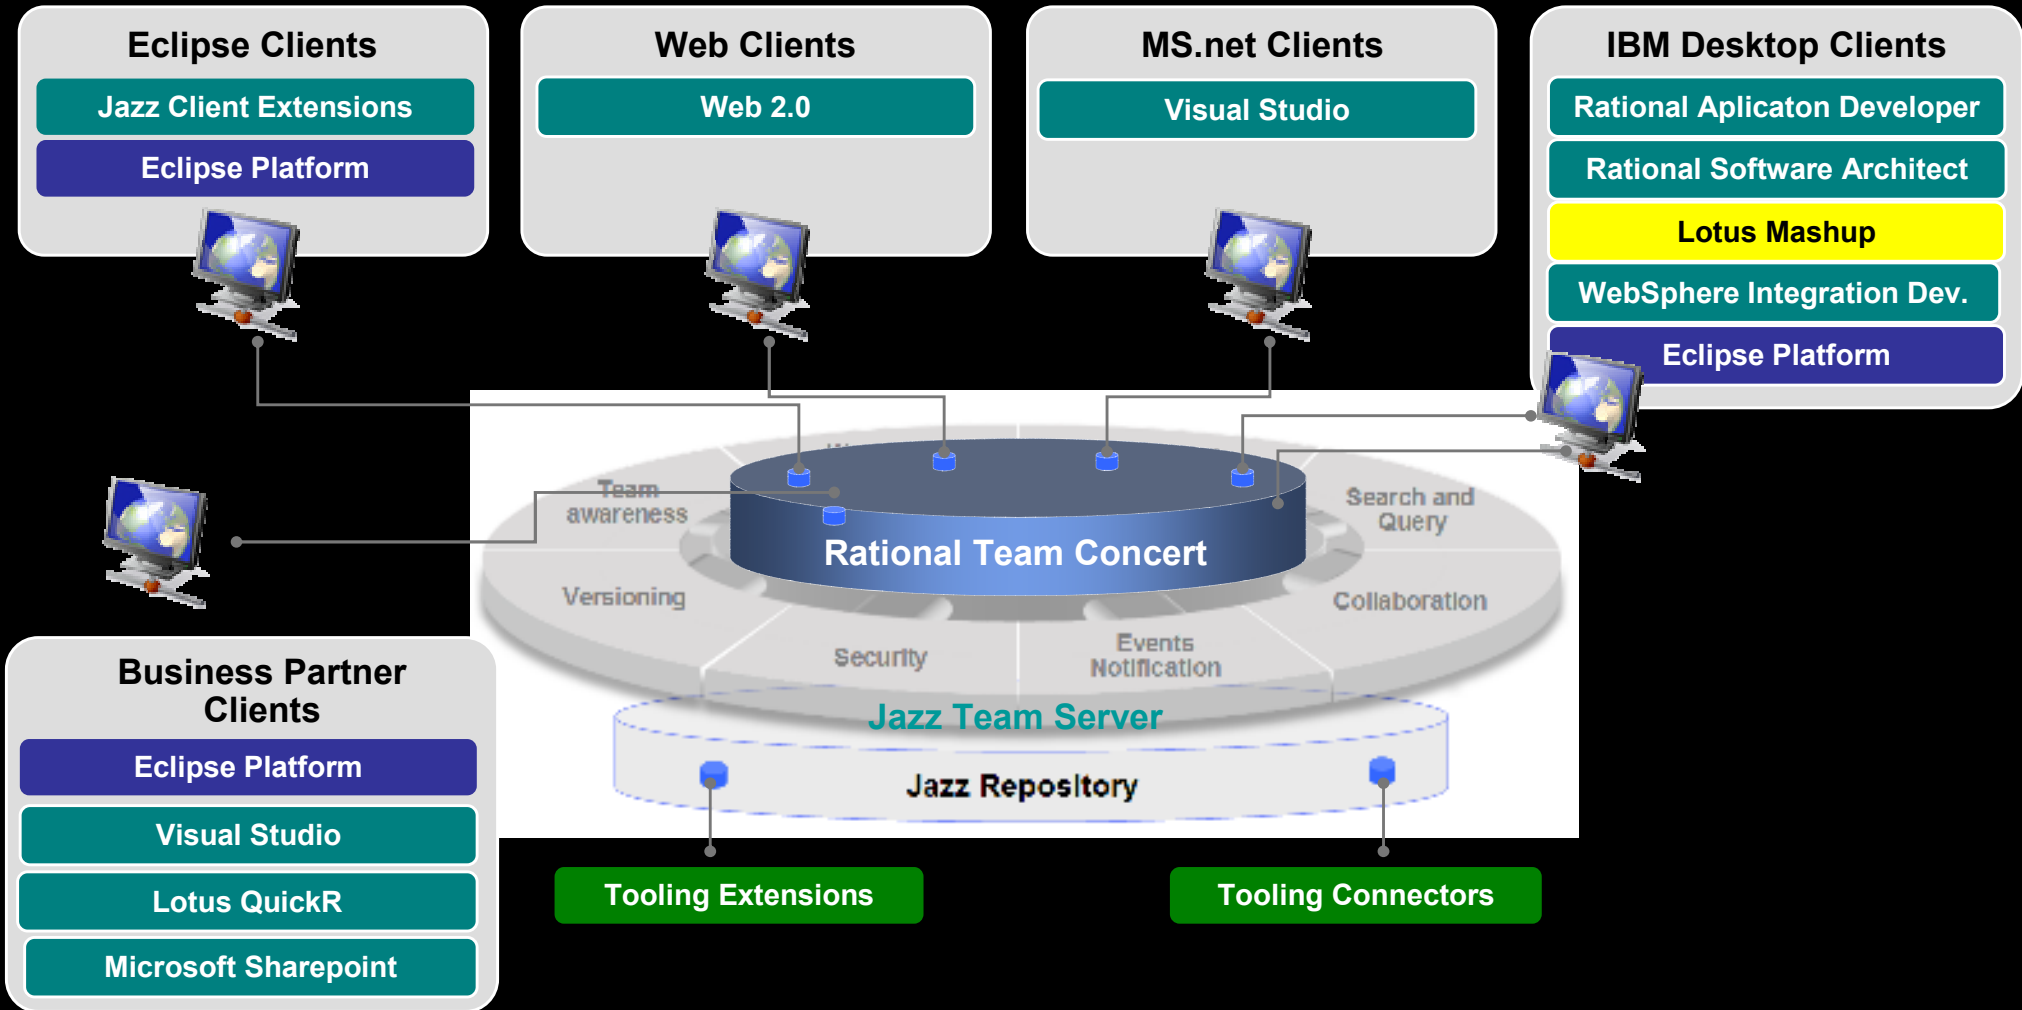 Eclipse Clients
Jazz Client Extensions
Eclipse Platform
Web Clients
Web 2.0
MS.net Clients
Visual Studio
IBM Desktop Clients
Rational Aplicaton Developer
Rational Software Architect
Lotus Mashup
WebSphere Integration Dev.
Eclipse Platform
Team
awareness
Search and
Query
Rational Team Concert
Versioning
Collaboration
Security
Events
Notification
Jazz Team Server
Jazz Repository
Business Partner
Clients
Eclipse Platform
Visual Studio
Lotus QuickR
Microsoft Sharepoint
Tooling Extensions
Tooling Connectors